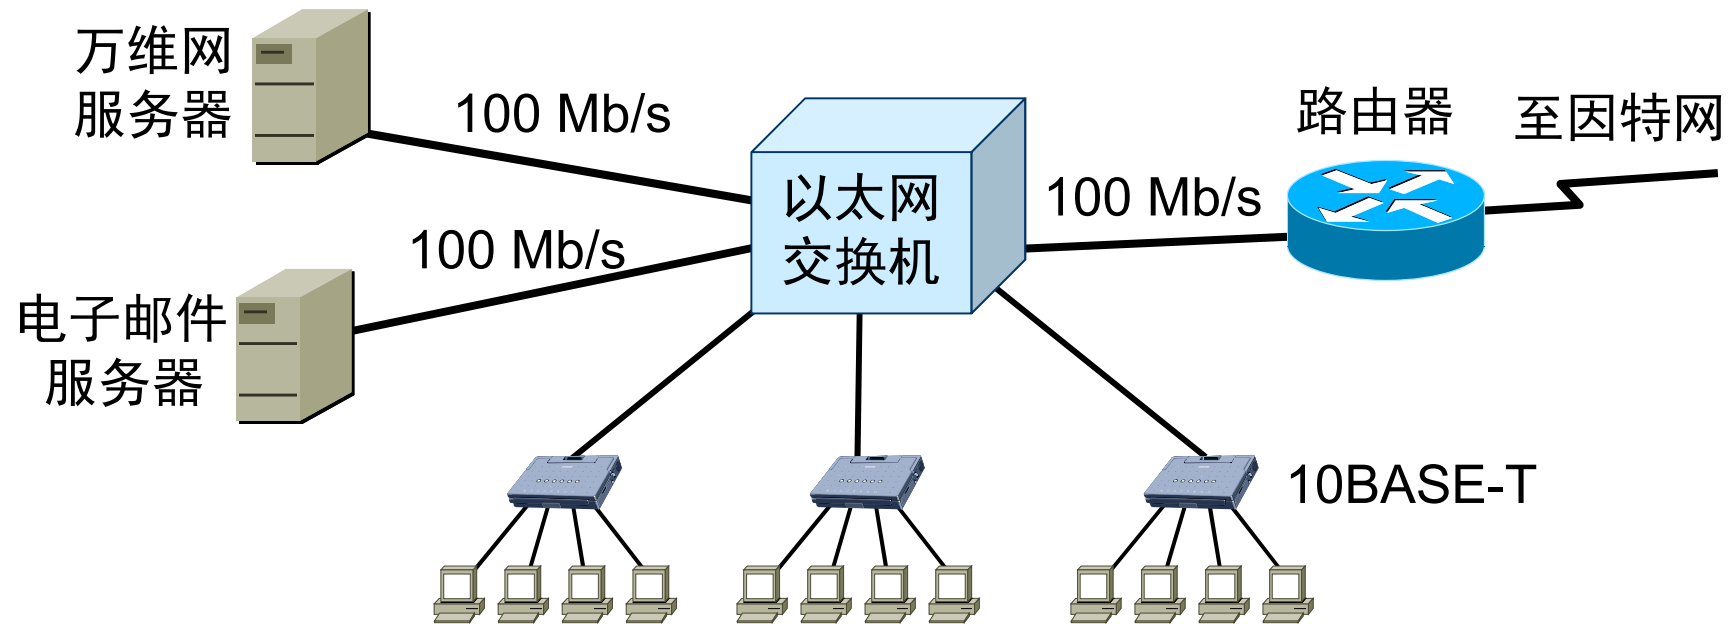 万维网
服务器
100 Mb/s
路由器
至因特网
以太网
交换机
100 Mb/s
100 Mb/s
电子邮件
服务器
10BASE-T